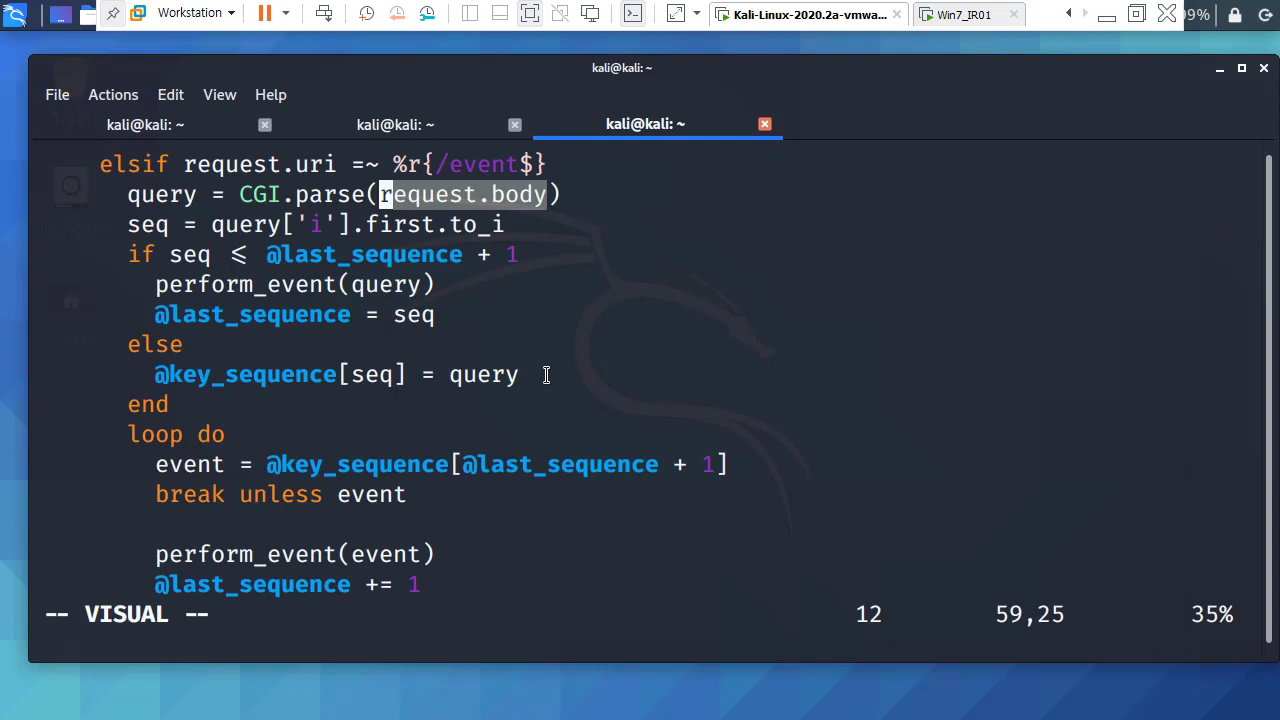 Workstation
Kali-Linux-2020.2a-vmwa...
Win7_IR01
99%
kali@kali: ~
File Actions Edit View Help
kali@kali: ~ kali@kali: ~ kali@kali: ~
elsif request.uri =~ %r{/event$}
query = CGI.parse(request.body)
seq = query['i'].first.to_i
if seq <= @last_sequence + 1
perform_event(query)
@last_sequence = seq
else
@key_sequence[seq] = query
end
loop do
event = @key_sequence[@last_sequence + 1]
break unless event
perform_event(event)
@last_sequence += 1
-- VISUAL -- 12 59,25 35%